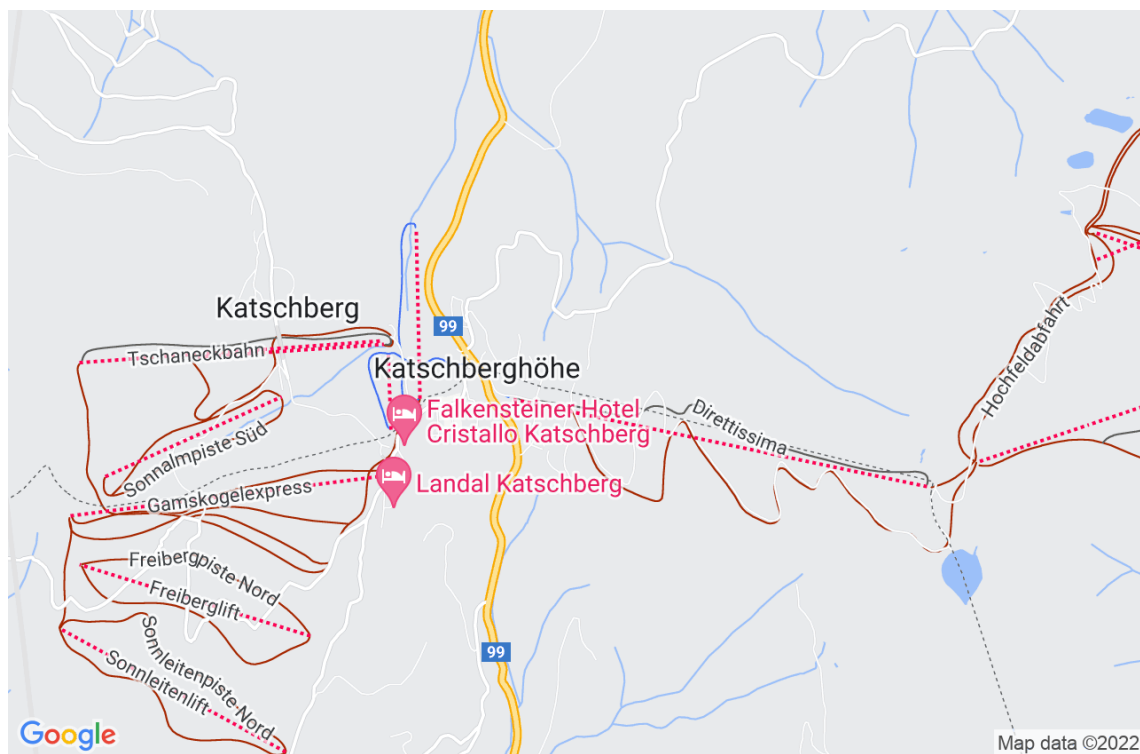 99
Katschberg
Tschaneckbahn
Katschberghöhe
Hochfeldabfahrt
Falkensteiner Hotel
Cristallo Katschberg
Direttissima
Sonnalmpiste Süd
Landal Katschberg
Gamskogelexpress
Freibergpiste-Nord
Freiberglift
Sonnleitenpiste-Nord
Sonnleitenlift
99
Google
Map data ©2022